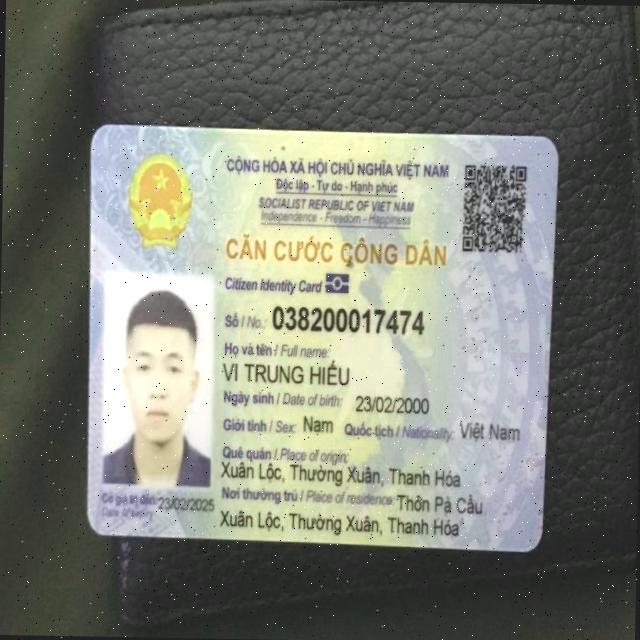 CỘNG HÒA XÃ HỘI CHỦ NGHĨA VIỆT NAM
Độc lập - Tự do - Hạnh phúc
SOCIALIST REPUBLIC OF VIET NAM
Independence - Freedom - Happiness
CĂN CƯỚC CÔNG DÂN
Citizen Identity Card
Số / No.: 038200017474
Họ và tên / Full name:
VI TRUNG HIẾU
Ngày sinh / Date of birth: 23/02/2000
Giới tính / Sex: Nam Quốc tịch / Nationality: Việt Nam
Quê quán / Place of origin:
Xuân Lộc, Thường Xuân, Thanh Hóa
Nơi thường trú / Place of residence: Thôn Pà Cầu
Xuân Lộc, Thường Xuân, Thanh Hóa
Có giá trị đến: 23/02/2025
Date of expiry